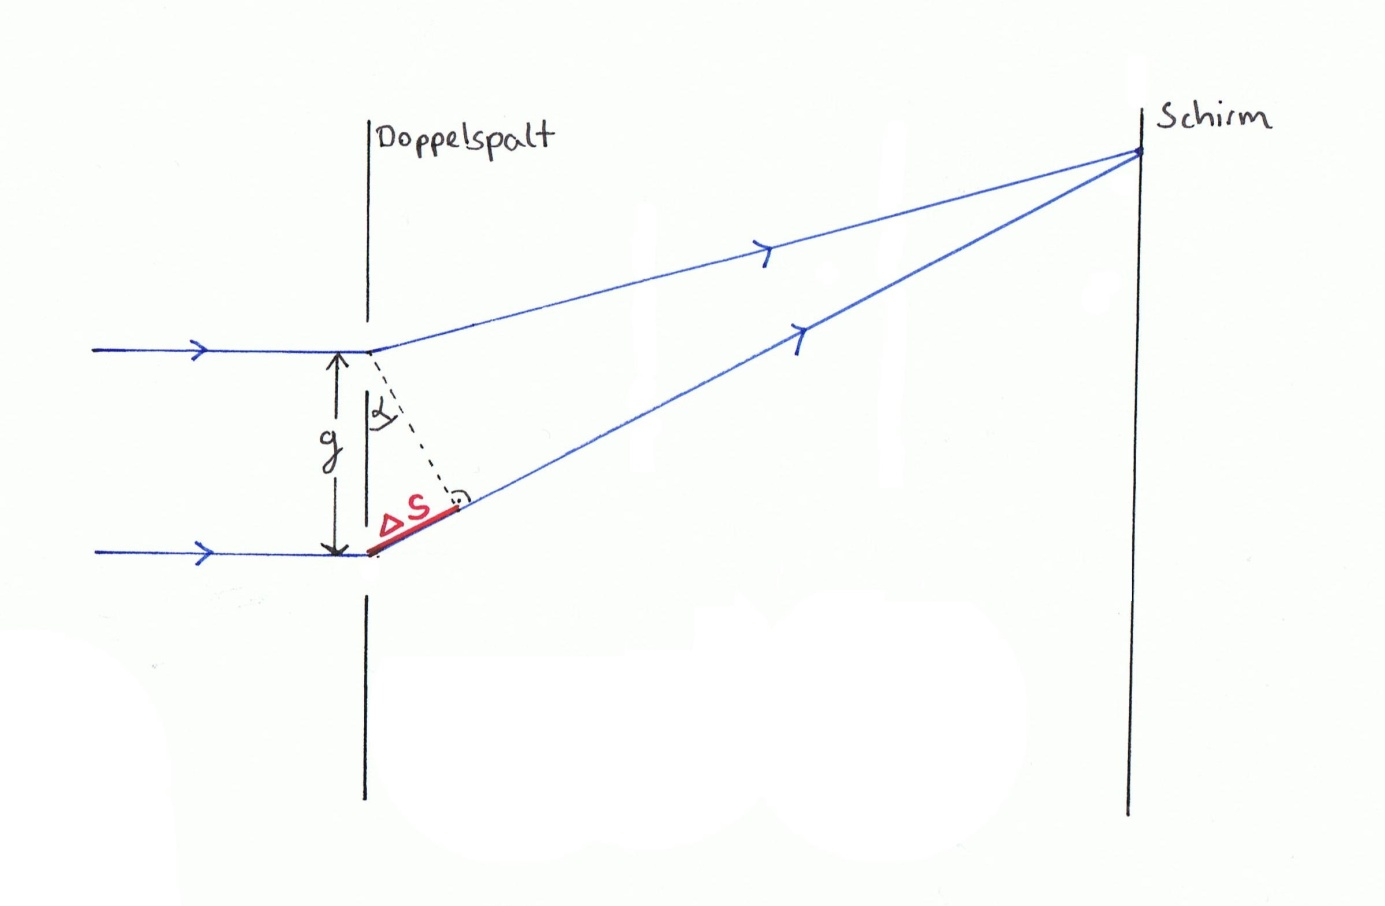 Doppelspalt
Schirm
α
g
Δs